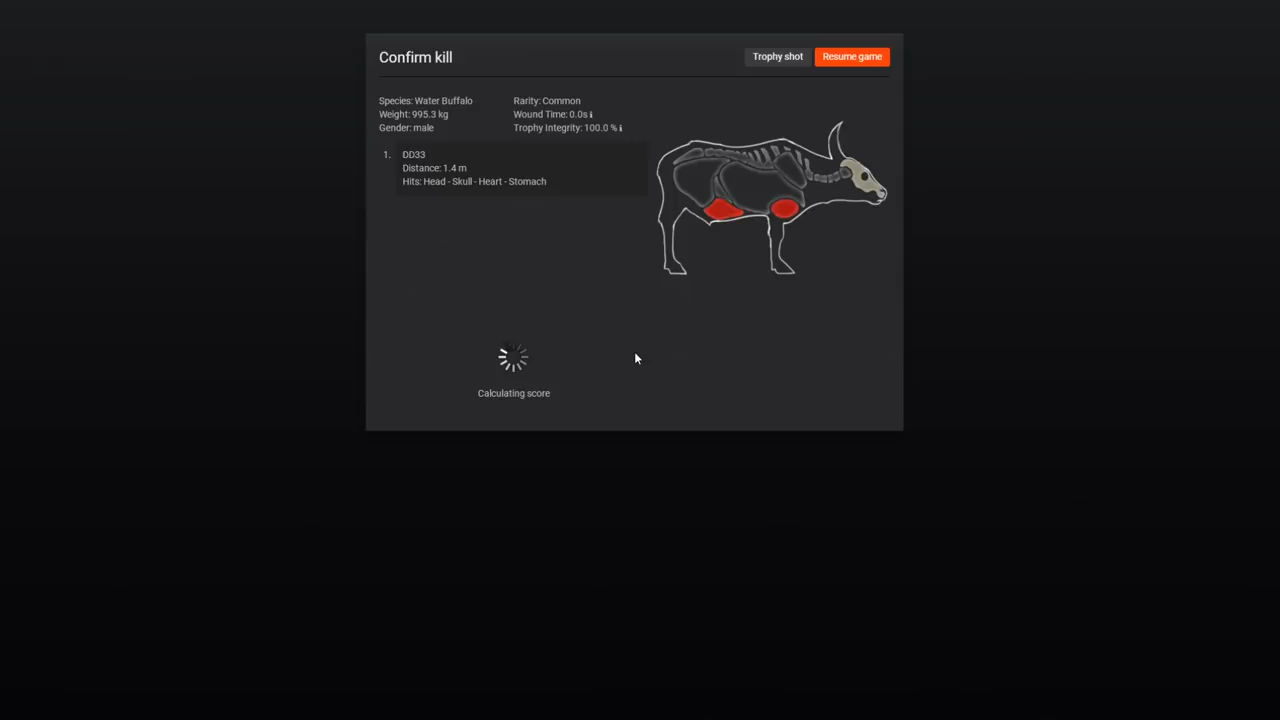 Confirm kill
Trophy shot
Resume game
Species: Water Buffalo
Rarity: Common
Weight: 995.3 kg
Wound Time: 0.0s
Gender: male
Trophy Integrity: 100.0 %
1.
DD33
Distance: 1.4 m
Hits: Head - Skull - Heart - Stomach
Calculating score